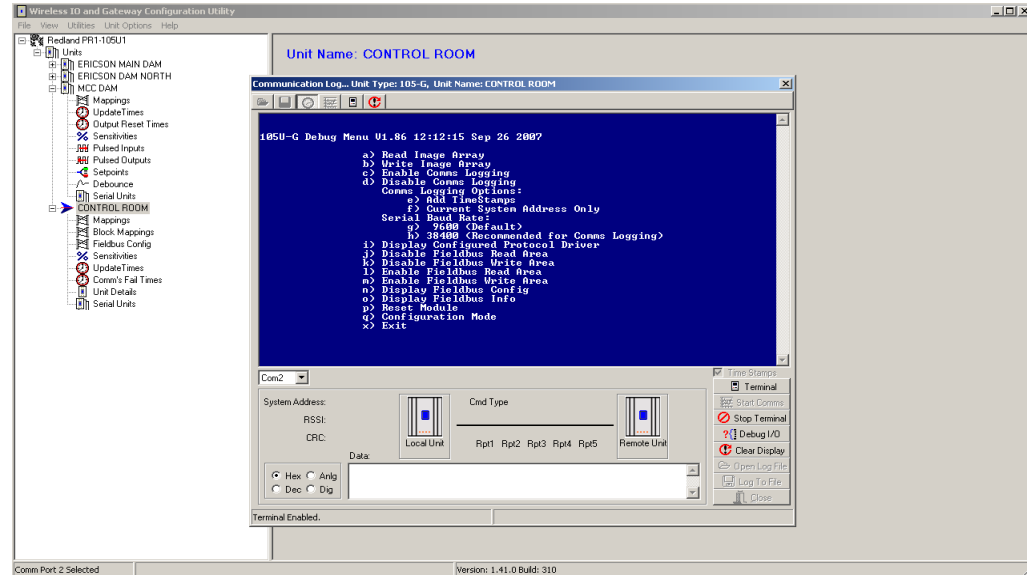 Wireless IO and Gateway Configuration Utility
File View Utilities Unit Options Help
Redland PR1-105U1
Units
ERICSON MAIN DAM
ERICSON DAM NORTH
MCC DAM
Mappings
UpdateTimes
Output Reset Times
Sensitivities
Pulsed Inputs
Pulsed Outputs
Setpoints
Debounce
Serial Units
CONTROL ROOM
Mappings
Block Mappings
Fieldbus Config
Sensitivities
UpdateTimes
Comm's Fail Times
Unit Details
Serial Units
Unit Name: CONTROL ROOM
Communication Log... Unit Type: 105-G, Unit Name: CONTROL ROOM
105U-G Debug Menu V1.86 12:12:15 Sep 26 2007
a) Read Image Array
b) Write Image Array
c) Enable Comms Logging
d) Disable Comms Logging
Comms Logging Options:
e) Add TimeStamps
f) Current System Address Only
Serial Baud Rate:
g) 9600 (Default)
h) 38400 (Recommended for Comms Logging)
i) Display Configured Protocol Driver
j) Disable Fieldbus Read Area
k) Disable Fieldbus Write Area
l) Enable Fieldbus Read Area
m) Enable Fieldbus Write Area
n) Display Fieldbus Config
o) Display Fieldbus Info
p) Reset Module
q) Configuration Mode
x) Exit
Com2
System Address:
RSSI:
CRC:
Local Unit
Cmd Type
Rpt1 Rpt2 Rpt3 Rpt4 Rpt5
Remote Unit
Data:
Hex Anlg
Dec Dig
Time Stamps
Terminal
Start Comms
Stop Terminal
Debug I/O
Clear Display
Open Log File
Log To File
Close
Terminal Enabled.
Comm Port 2 Selected
Version: 1.41.0 Build: 310